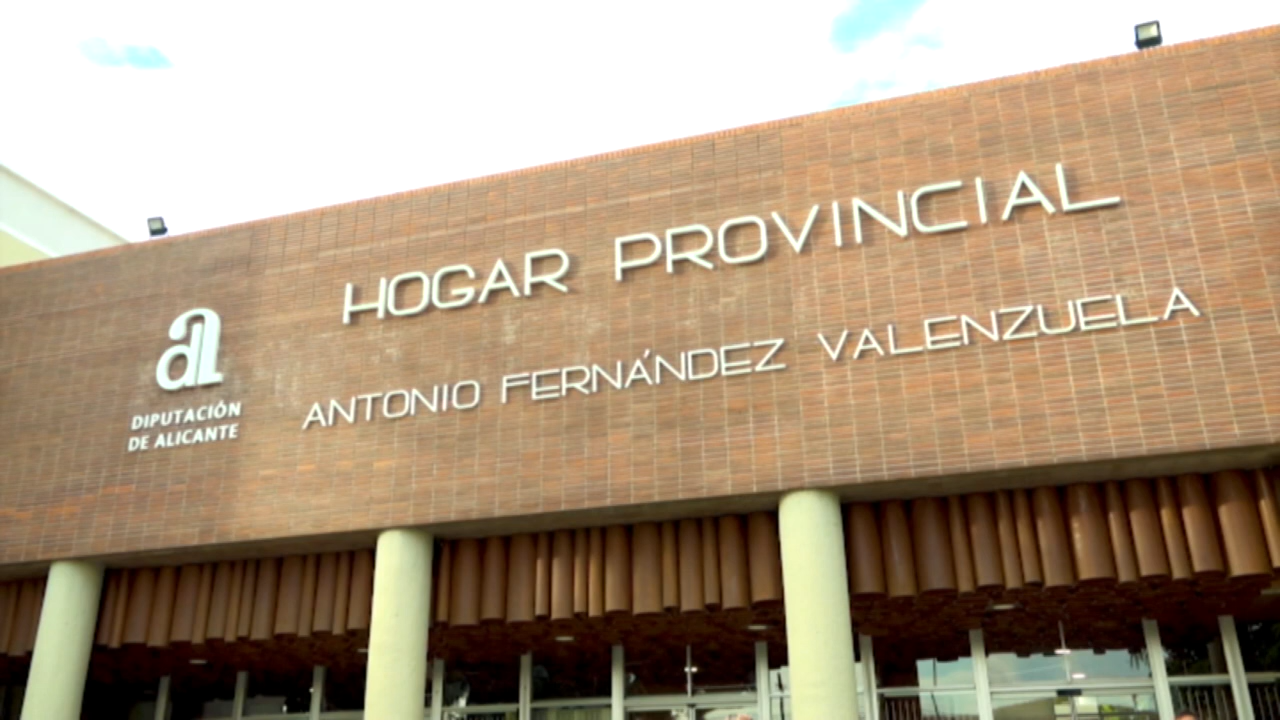 HOGAR PROVINCIAL
ANTONIO FERNÁNDEZ VALENZUELA
DIPUTACIÓN
DE ALICANTE